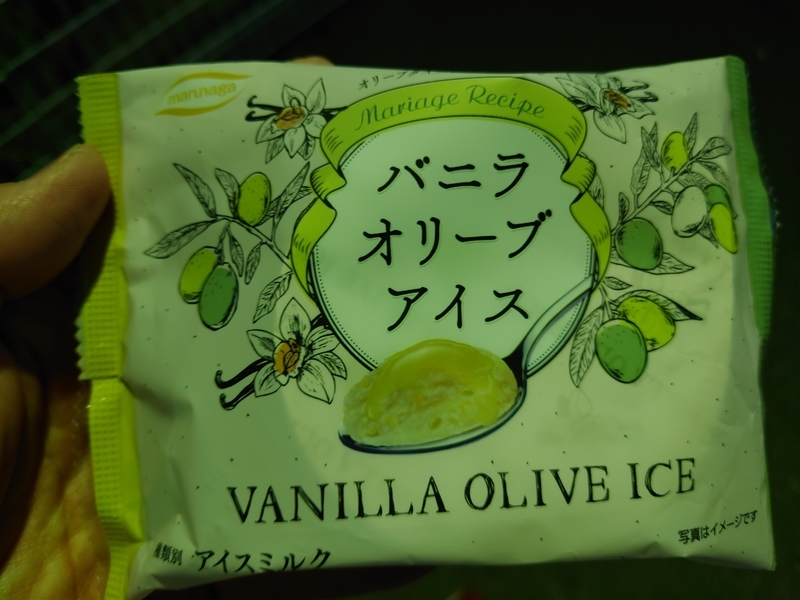 marunaga
Mariage Recipe
バニラ
オリーブ
アイス
VANILLA OLIVE ICE
写真はイメージです
種類別 アイスミルク